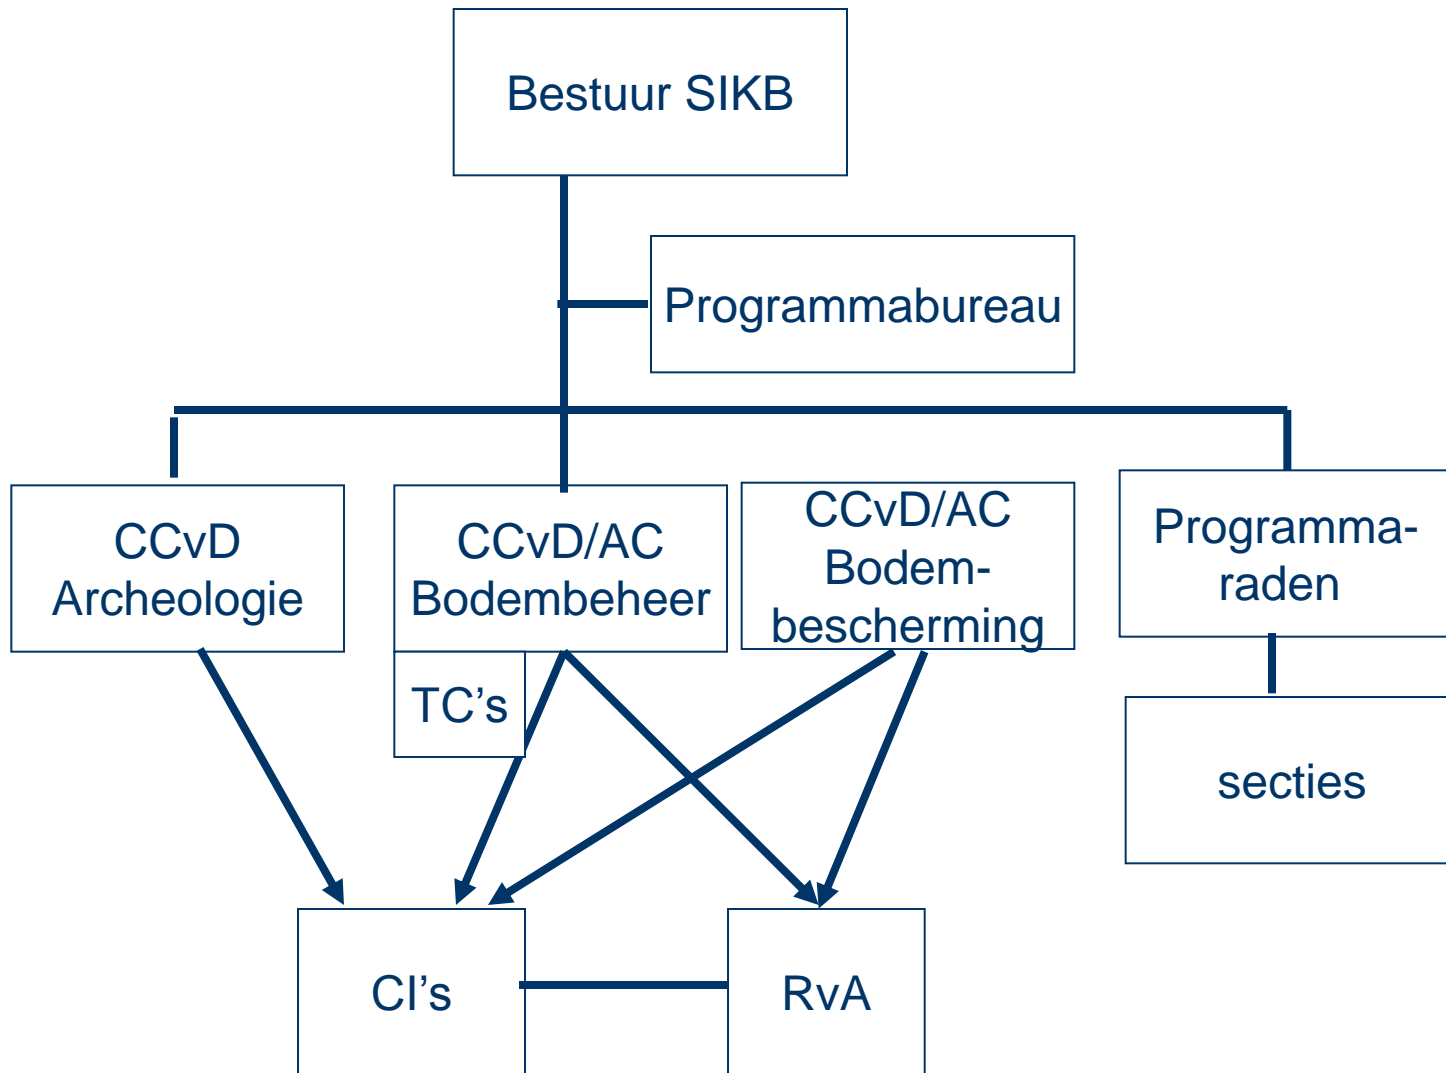 Bestuur SIKB
Programmabureau
CCvD
Archeologie
CCvD/AC
Bodembeheer
CCvD/AC
Bodem-
bescherming
Programma-
raden
TC’s
secties
CI’s
RvA